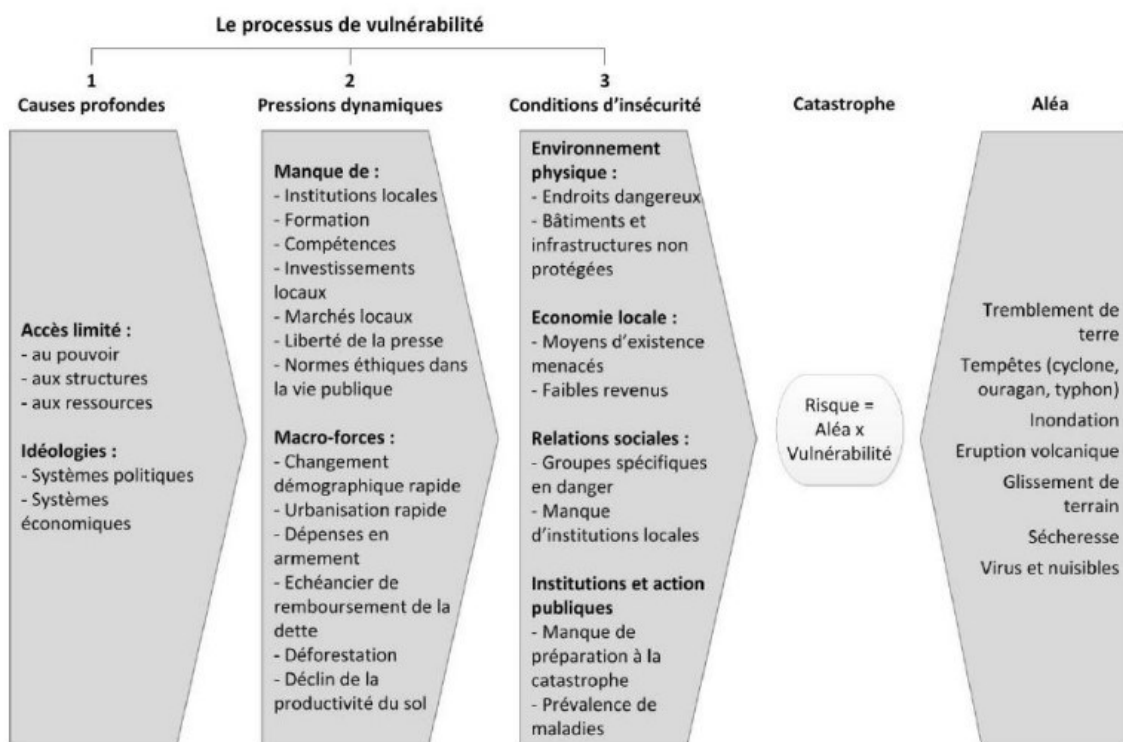 Le processus de vulnérabilité
1
Causes profondes
2
Pressions dynamiques
3
Conditions d'insécurité
Catastrophe
Aléa
Accès limité :
- au pouvoir
- aux structures
- aux ressources
Idéologies :
- Systèmes politiques
- Systèmes
économiques
Manque de :
- Institutions locales
- Formation
- Compétences
- Investissements
locaux
- Marchés locaux
- Liberté de la presse
- Normes éthiques dans
la vie publique
Macro-forces :
- Changement
démographique rapide
- Urbanisation rapide
- Dépenses en
armement
- Echéancier de
remboursement de la
dette
- Déforestation
- Déclin de la
productivité du sol
Environnement
physique :
- Endroits dangereux
- Bâtiments et
infrastructures non
protégées
Economie locale :
- Moyens d'existence
menacés
- Faibles revenus
Relations sociales :
- Groupes spécifiques
en danger
- Manque
d'institutions locales
Institutions et action
publiques
- Manque de
préparation à la
catastrophe
- Prévalence de
maladies
Risque =
Aléa x
Vulnérabilité
Tremblement de
terre
Tempêtes (cyclone,
ouragan, typhon)
Inondation
Eruption volcanique
Glissement de
terrain
Sécheresse
Virus et nuisibles